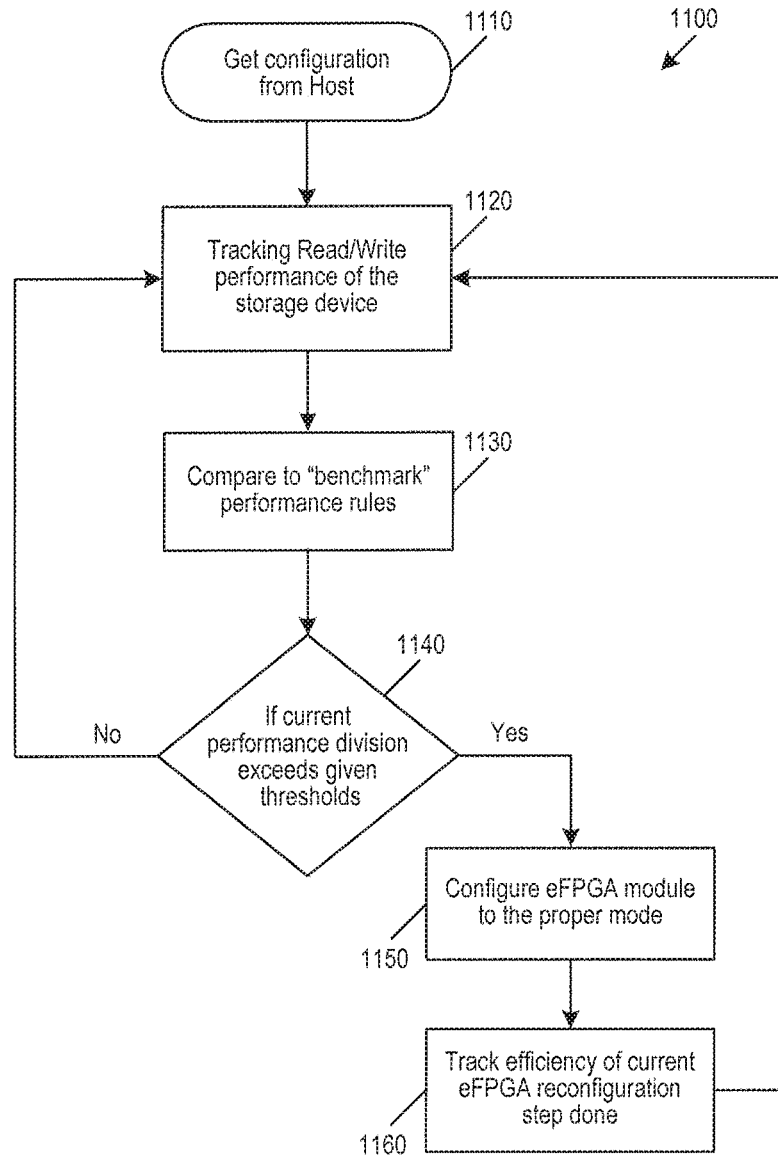 1110
1100
Get configuration
from Host
1120
Tracking Read/Write
performance of the
storage device
1130
Compare to “benchmark”
performance rules
1140
If current
performance division
exceeds given
thresholds
No
Yes
Configure eFPGA module
to the proper mode
1150
Track efficiency of current
eFPGA reconfiguration
step done
1160